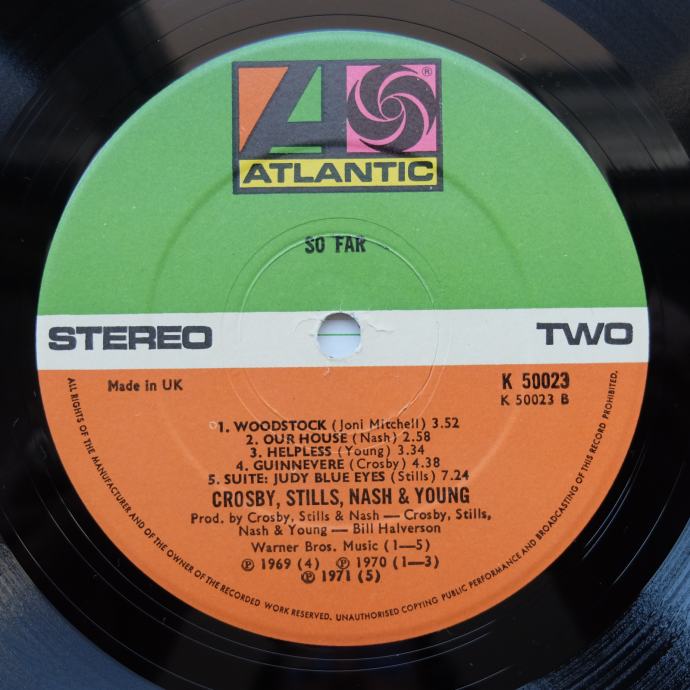 ®
ATLANTIC
SO FAR
STEREO TWO
Made in UK
K 50023
K 50023 B
1. WOODSTOCK (Joni Mitchell) 3.52
2. OUR HOUSE (Nash) 2.58
3. HELPLESS (Young) 3.34
4. GUINNEVERE (Crosby) 4.38
5. SUITE: JUDY BLUE EYES (Stills) 7.24
CROSBY, STILLS, NASH & YOUNG
Prod. by Crosby, Stills & Nash — Crosby, Stills,
Nash & Young — Bill Halverson
Warner Bros. Music (1—5)
℗ 1969 (4) ℗ 1970 (1—3)
℗ 1971 (5)
ALL RIGHTS OF THE MANUFACTURER AND OF THE OWNER OF THE RECORDED WORK RESERVED. UNAUTHORISED COPYING PUBLIC PERFORMANCE AND BROADCASTING OF THIS RECORD PROHIBITED.